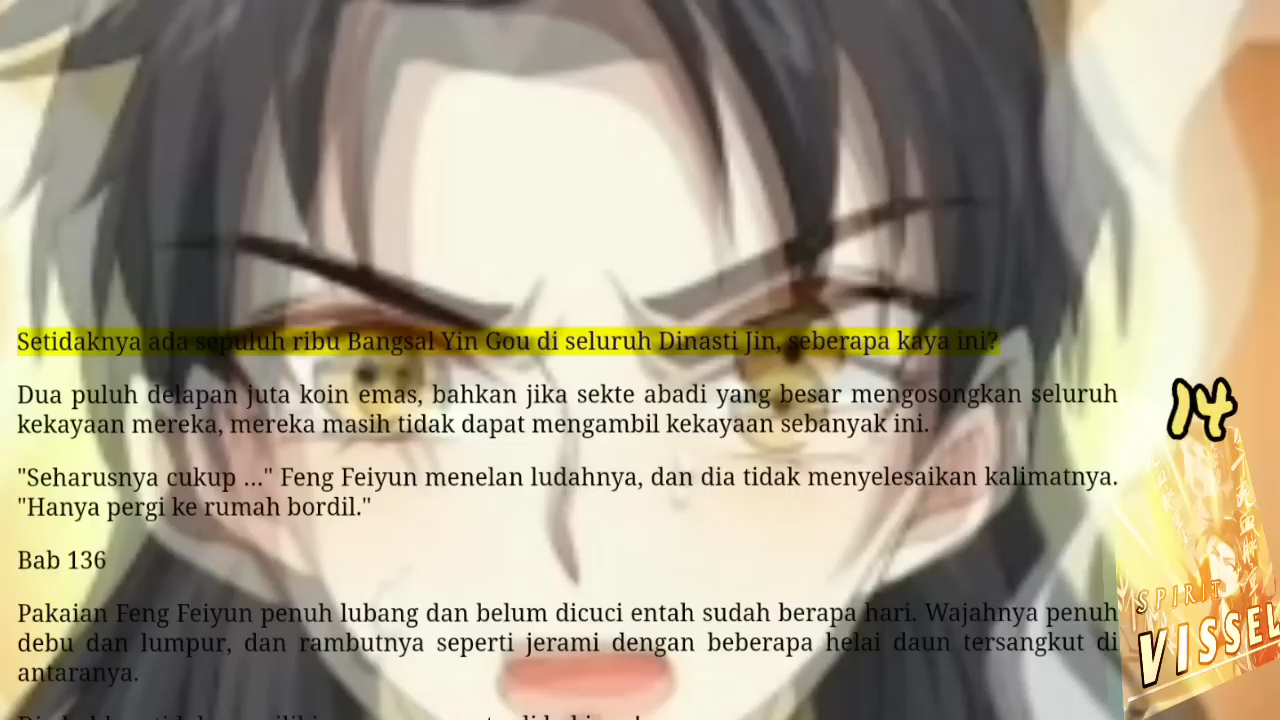 Setidaknya ada sepuluh ribu Bangsal Yin Gou di seluruh Dinasti Jin, seberapa kaya ini?
Dua puluh delapan juta koin emas, bahkan jika sekte abadi yang besar mengosongkan seluruh
kekayaan mereka, mereka masih tidak dapat mengambil kekayaan sebanyak ini.
"Seharusnya cukup ..." Feng Feiyun menelan ludahnya, dan dia tidak menyelesaikan kalimatnya.
"Hanya pergi ke rumah bordil."
Bab 136
Pakaian Feng Feiyun penuh lubang dan belum dicuci entah sudah berapa hari. Wajahnya penuh
debu dan lumpur, dan rambutnya seperti jerami dengan beberapa helai daun tersangkut di
antaranya.
14
SPIRIT
VISSEL